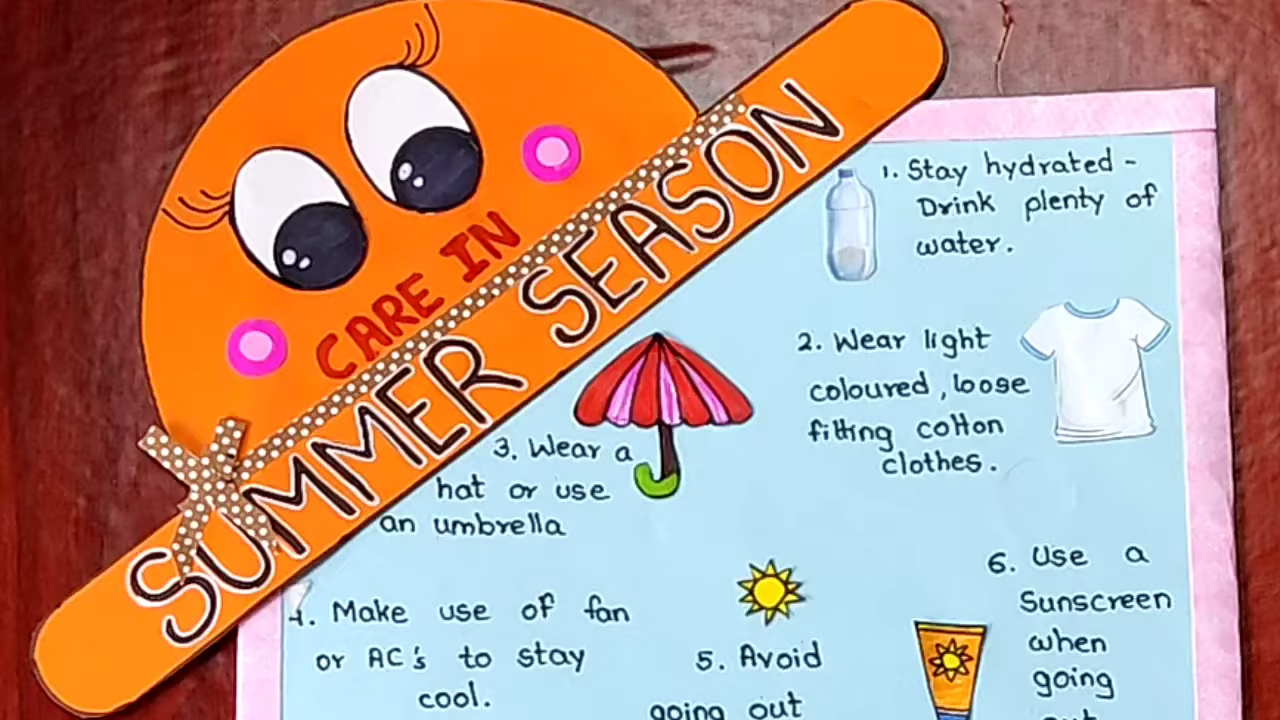 CARE IN
SUMMER SEASON
1. Stay hydrated -
Drink plenty of
water.
2. Wear light
coloured, loose
fitting cotton
clothes.
3. Wear a
hat or use
an umbrella
4. Make use of fan
or AC's to stay
cool.
5. Avoid
going out
6. Use a
Sunscreen
when
going
out